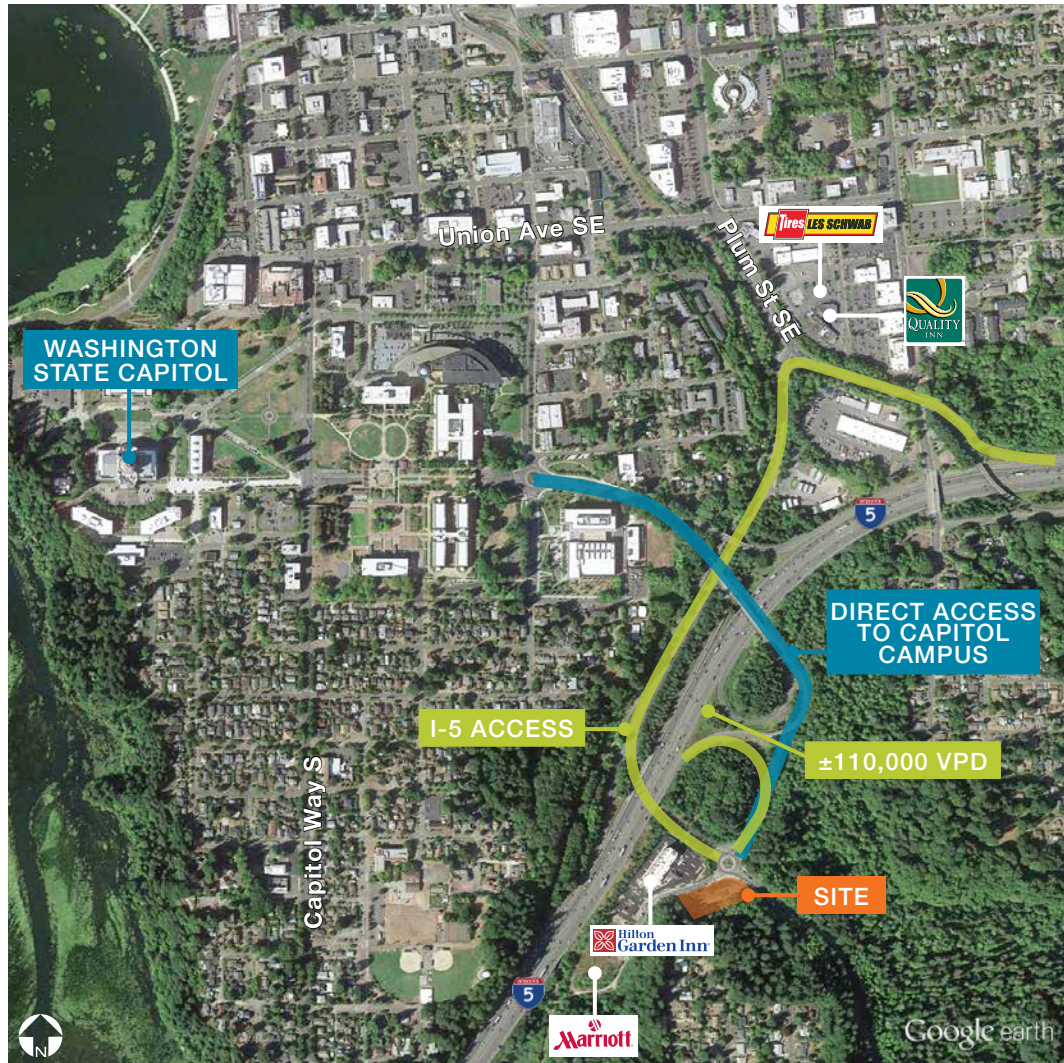 Union Ave SE
Plum St SE
Tires LES SCHWAB
QUALITY
INN
WASHINGTON
STATE CAPITOL
5
DIRECT ACCESS
TO CAPITOL
CAMPUS
I-5 ACCESS
±110,000 VPD
Capitol Way S
SITE
Hilton
Garden Inn
5
Marriott
N
Google earth